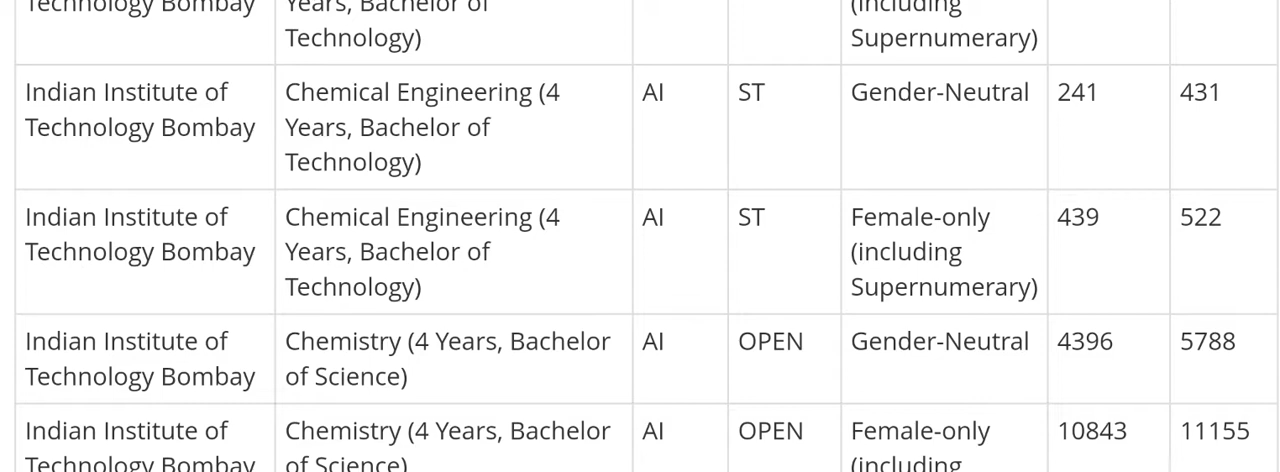 Technology Bombay Years, Bachelor of (including
Technology) Supernumerary)
Indian Institute of Chemical Engineering (4 AI ST Gender-Neutral 241 431
Technology Bombay Years, Bachelor of
Technology)
Indian Institute of Chemical Engineering (4 AI ST Female-only 439 522
Technology Bombay Years, Bachelor of (including
Technology) Supernumerary)
Indian Institute of Chemistry (4 Years, Bachelor AI OPEN Gender-Neutral 4396 5788
Technology Bombay of Science)
Indian Institute of Chemistry (4 Years, Bachelor AI OPEN Female-only 10843 11155
Technology Bombay of Science) (including